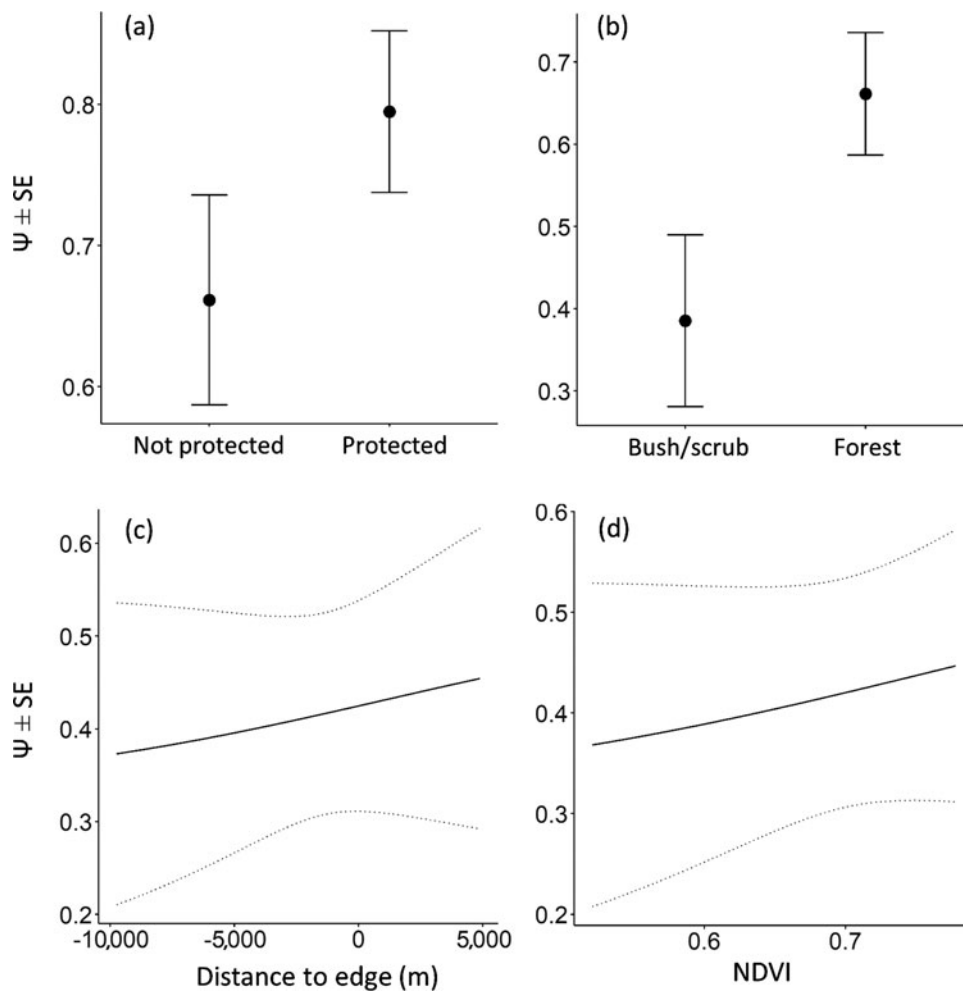 (a)
0.8
0.7
0.6
Ψ ± SE
Not protected
Protected
(b)
0.7
0.6
0.5
0.4
0.3
Bush/scrub
Forest
(c)
0.6
0.5
0.4
0.3
0.2
Ψ ± SE
-10,000
-5,000
0
5,000
Distance to edge (m)
(d)
0.6
0.5
0.4
0.3
0.2
0.6
0.7
NDVI